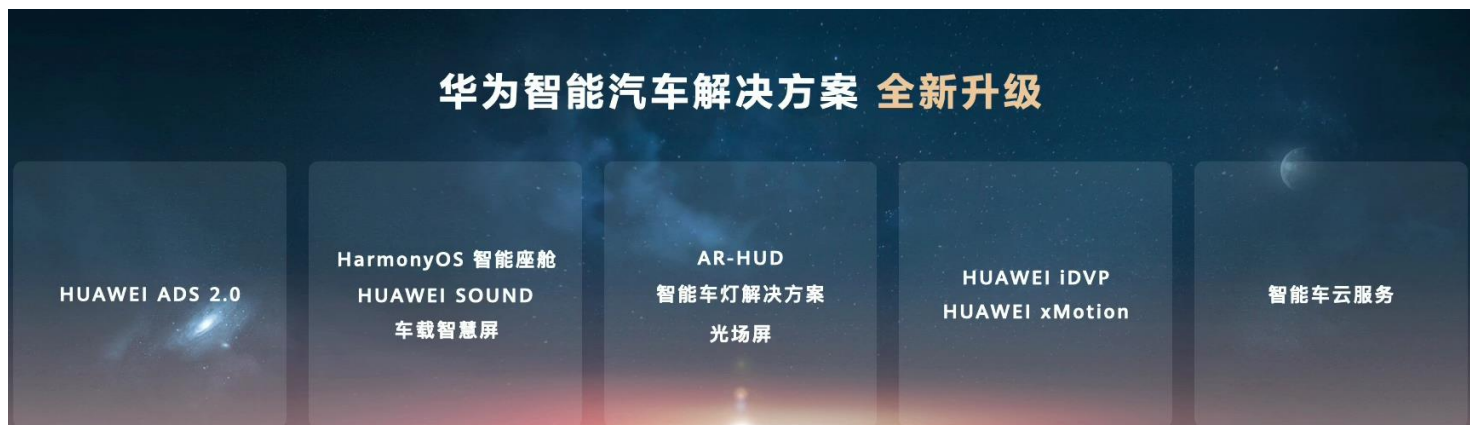 华为智能汽车解决方案 全新升级
HUAWEI ADS 2.0
HarmonyOS 智能座舱
HUAWEI SOUND
车载智慧屏
AR-HUD
智能车灯解决方案
光场屏
HUAWEI iDVP
HUAWEI xMotion
智能车云服务